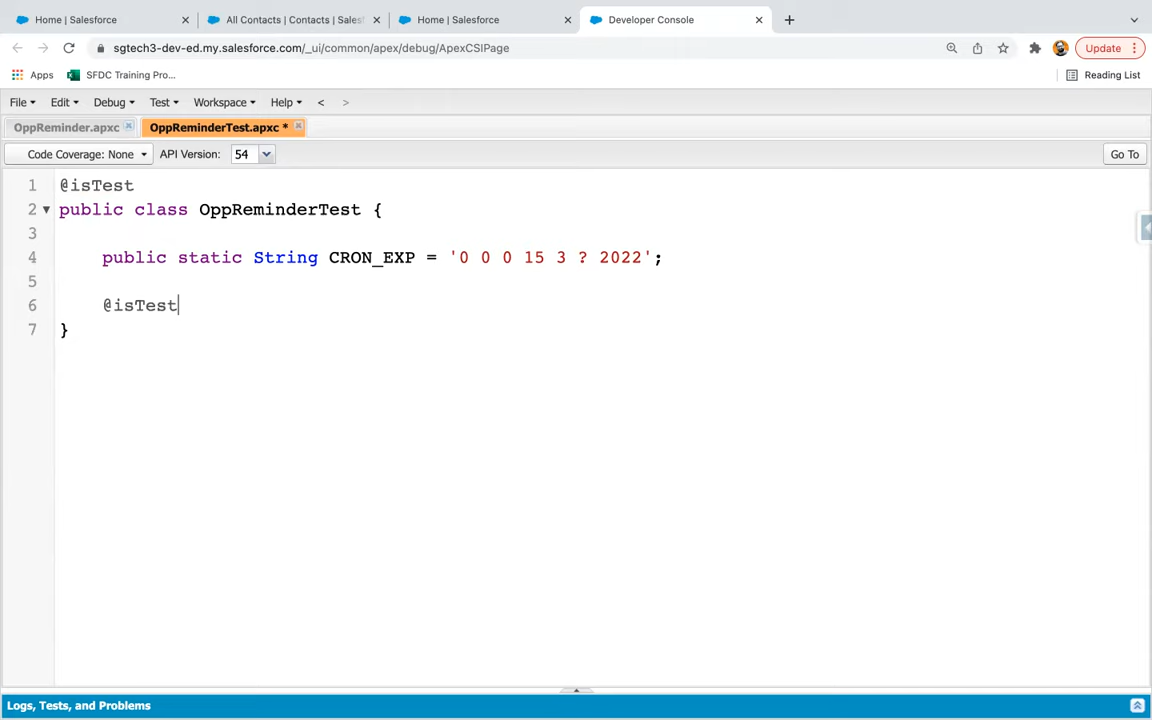 Home | Salesforce
All Contacts | Contacts | Sales
Home | Salesforce
Developer Console
sgtech3-dev-ed.my.salesforce.com/_ui/common/apex/debug/ApexCSIPage
Update
Apps
SFDC Training Pro...
Reading List
File Edit Debug Test Workspace Help < >
OppReminder.apxc
OppReminderTest.apxc *
Code Coverage: None API Version: 54 Go To
1 @isTest
2 public class OppReminderTest {
3
4 public static String CRON_EXP = '0 0 0 15 3 ? 2022';
5
6 @isTest
7 }
Logs, Tests, and Problems